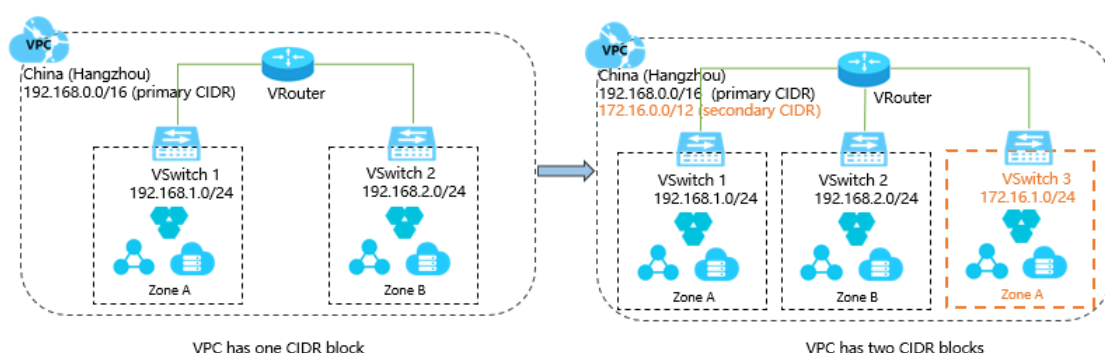 VPC
China (Hangzhou)
192.168.0.0/16 (primary CIDR)
VRouter
VSwitch 1
192.168.1.0/24
Zone A
VSwitch 2
192.168.2.0/24
Zone B
VPC has one CIDR block
VPC
China (Hangzhou)
192.168.0.0/16 (primary CIDR)
172.16.0.0/12 (secondary CIDR)
VRouter
VSwitch 1
192.168.1.0/24
Zone A
VSwitch 2
192.168.2.0/24
Zone B
VSwitch 3
172.16.1.0/24
Zone A
VPC has two CIDR blocks